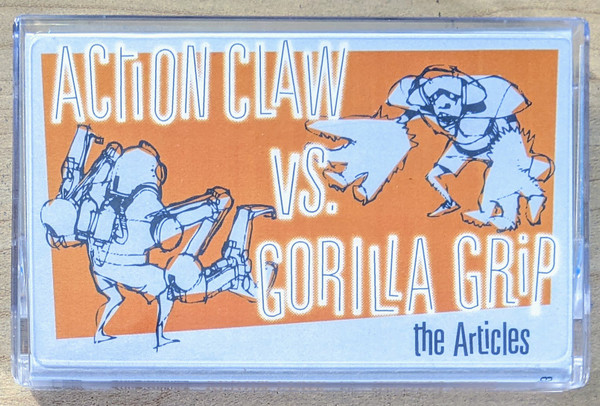 ACTION CLAW
VS.
GORILLA GRIP
the Articles